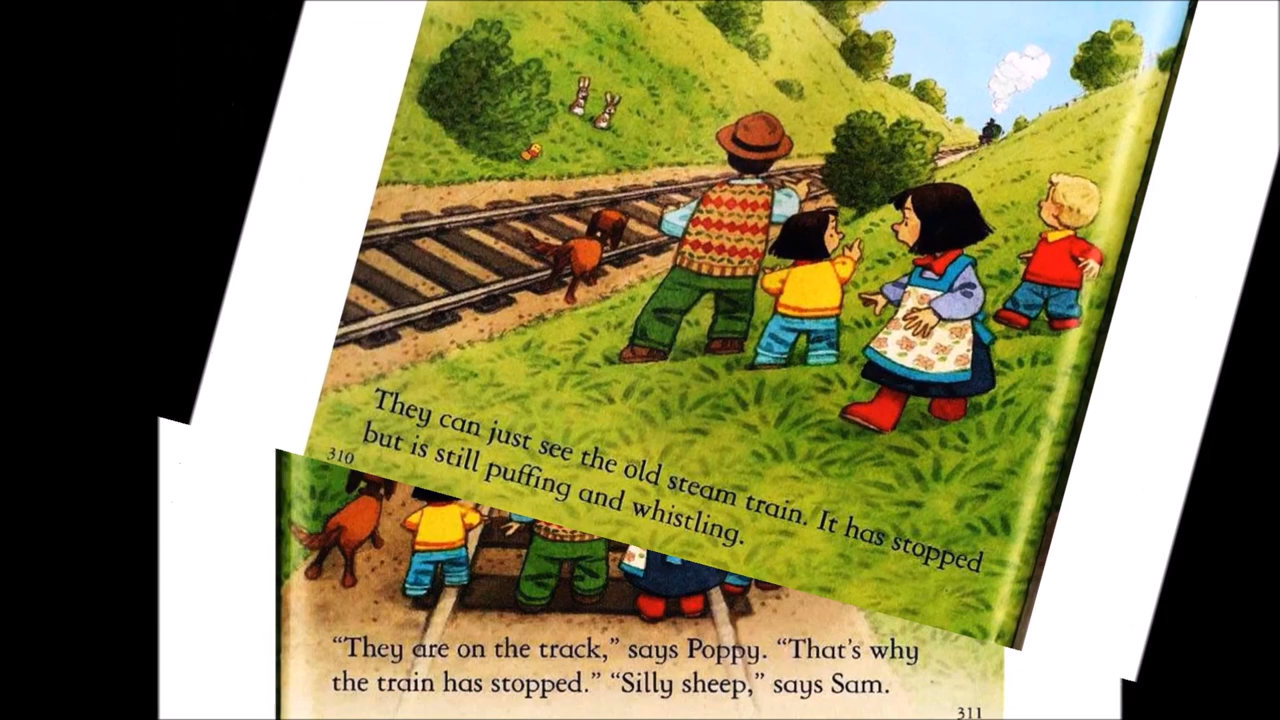 They can just see the old steam train. It has stopped
but is still puffing and whistling.
310
“They are on the track,” says Poppy. “That’s why
the train has stopped.” “Silly sheep,” says Sam.
311